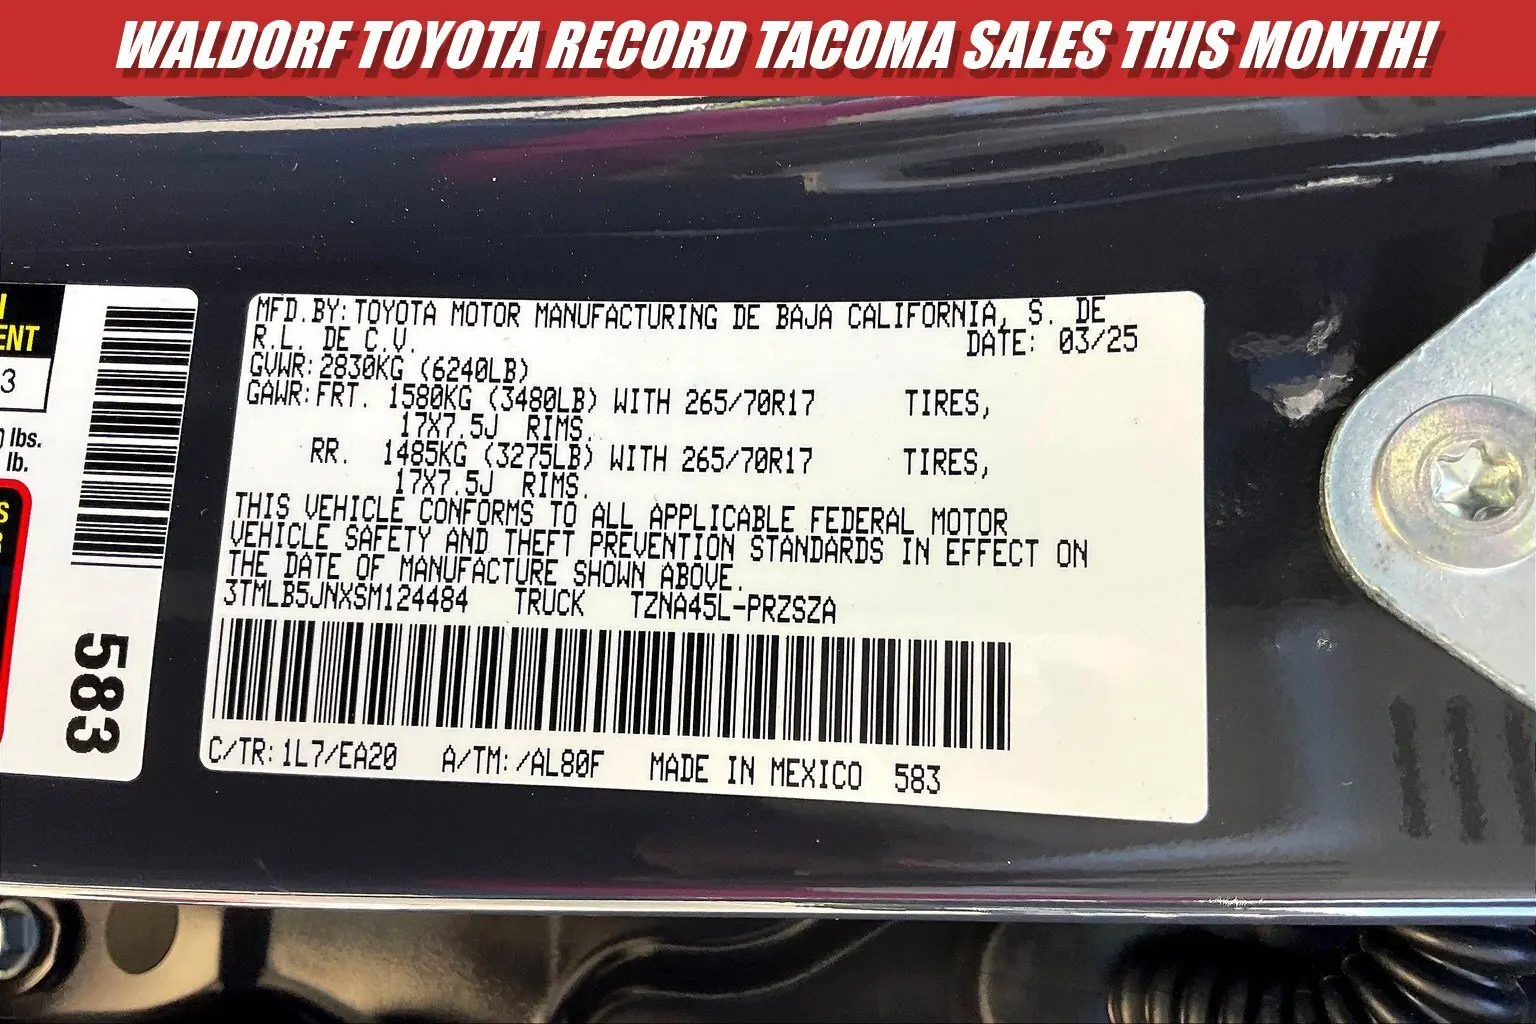 WALDORF TOYOTA RECORD TACOMA SALES THIS MONTH!
MFD.BY:TOYOTA MOTOR MANUFACTURING DE BAJA CALIFORNIA, S. DE
R.L. DE C.V. DATE: 03/25
GVWR:2830KG (6240LB)
GAWR:FRT. 1580KG (3480LB) WITH 265/70R17 TIRES,
17X7.5J RIMS.
RR. 1485KG (3275LB) WITH 265/70R17 TIRES,
17X7.5J RIMS.
THIS VEHICLE CONFORMS TO ALL APPLICABLE FEDERAL MOTOR
VEHICLE SAFETY AND THEFT PREVENTION STANDARDS IN EFFECT ON
THE DATE OF MANUFACTURE SHOWN ABOVE.
3TMLB5JNXSM124484 TRUCK TZNA45L-PRZSZA
C/TR:1L7/EA20 A/TM:/AL80F MADE IN MEXICO 583
ENT
3
lbs.
lb.
583